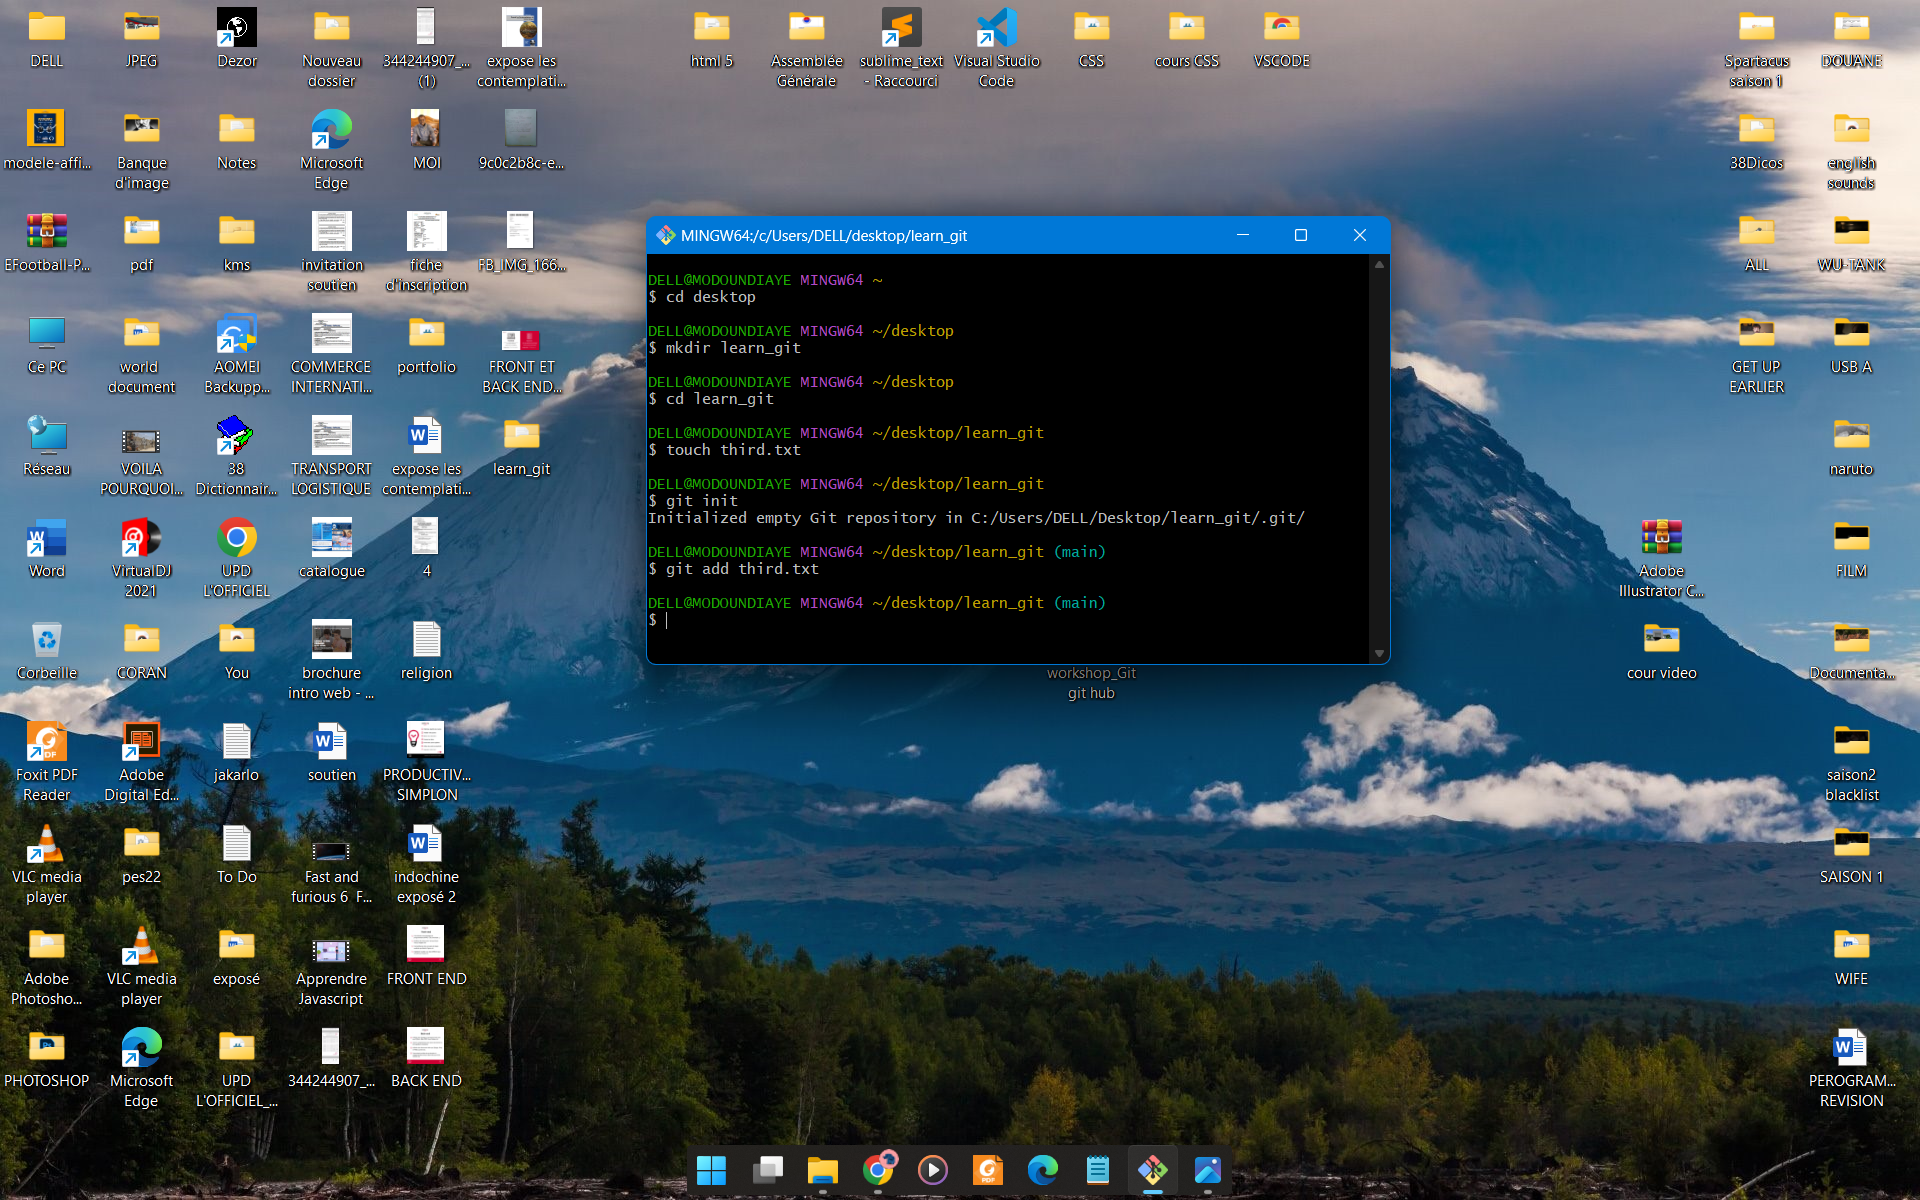 DELL
JPEG
Dezor
Nouveau
dossier
344244907_...
(1)
expose les
contemplati...
html 5
Assemblée
Générale
sublime_text
- Raccourci
Visual Studio
Code
CSS
cours CSS
VSCODE
Spartacus
saison 1
DOUANE
modele-affi...
Banque
d'image
Notes
Microsoft
Edge
MOI
9c0c2b8c-e...
38Dicos
english
sounds
EFootball-P...
pdf
kms
invitation
soutien
fiche
d'inscription
FB_IMG_166...
ALL
WU-TANK
Ce PC
world
document
AOMEI
Backupp...
COMMERCE
INTERNATI...
portfolio
FRONT ET
BACK END...
GET UP
EARLIER
USB A
Réseau
VOILA
POURQUOI...
38
Dictionnair...
TRANSPORT
LOGISTIQUE
expose les
contemplati...
learn_git
naruto
Word
VirtualDJ
2021
UPD
L'OFFICIEL
catalogue
4
Adobe
Illustrator C...
FILM
Corbeille
CORAN
You
brochure
intro web - ...
religion
workshop_Git
git hub
cour video
Documenta...
Foxit PDF
Reader
Adobe
Digital Ed...
jakarlo
soutien
PRODUCTIV...
SIMPLON
saison2
blacklist
VLC media
player
pes22
To Do
Fast and
furious 6 F...
indochine
exposé 2
SAISON 1
Adobe
Photosho...
VLC media
player
exposé
Apprendre
Javascript
FRONT END
WIFE
PHOTOSHOP
Microsoft
Edge
UPD
L'OFFICIEL_...
344244907_...
BACK END
PEROGRAM...
REVISION
MINGW64:/c/Users/DELL/desktop/learn_git
DELL@MODOUNDIAYE MINGW64 ~
$ cd desktop
DELL@MODOUNDIAYE MINGW64 ~/desktop
$ mkdir learn_git
DELL@MODOUNDIAYE MINGW64 ~/desktop
$ cd learn_git
DELL@MODOUNDIAYE MINGW64 ~/desktop/learn_git
$ touch third.txt
DELL@MODOUNDIAYE MINGW64 ~/desktop/learn_git
$ git init
Initialized empty Git repository in C:/Users/DELL/Desktop/learn_git/.git/
DELL@MODOUNDIAYE MINGW64 ~/desktop/learn_git (main)
$ git add third.txt
DELL@MODOUNDIAYE MINGW64 ~/desktop/learn_git (main)
$